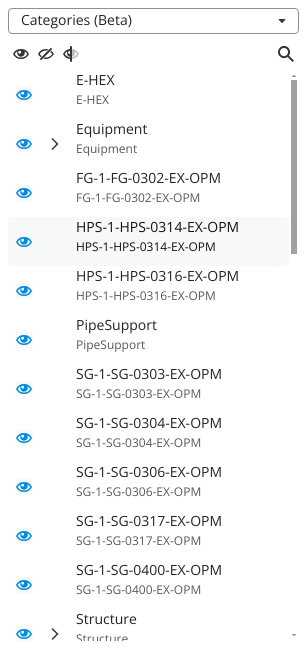 Categories (Beta)
E-HEX
E-HEX
Equipment
Equipment
FG-1-FG-0302-EX-OPM
FG-1-FG-0302-EX-OPM
HPS-1-HPS-0314-EX-OPM
HPS-1-HPS-0314-EX-OPM
HPS-1-HPS-0316-EX-OPM
HPS-1-HPS-0316-EX-OPM
PipeSupport
PipeSupport
SG-1-SG-0303-EX-OPM
SG-1-SG-0303-EX-OPM
SG-1-SG-0304-EX-OPM
SG-1-SG-0304-EX-OPM
SG-1-SG-0306-EX-OPM
SG-1-SG-0306-EX-OPM
SG-1-SG-0317-EX-OPM
SG-1-SG-0317-EX-OPM
SG-1-SG-0400-EX-OPM
SG-1-SG-0400-EX-OPM
Structure
Structure